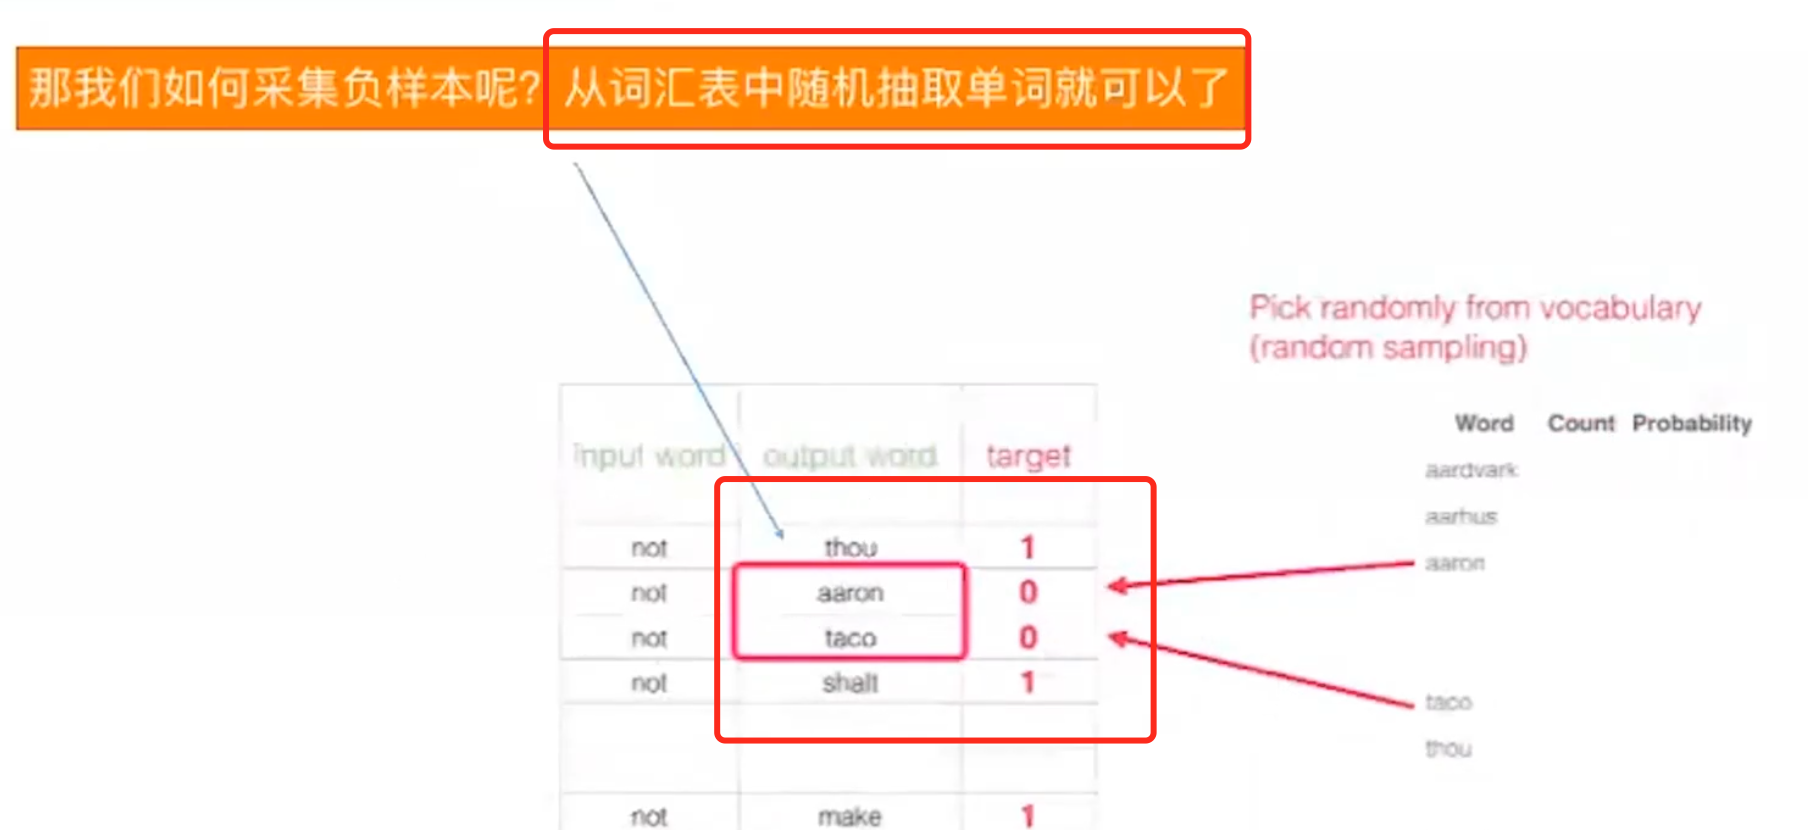 那我们如何采集负样本呢? 从词汇表中随机抽取单词就可以了
Pick randomly from vocabulary
(random sampling)
Word Count Probability
aardvark
aarhus
aaron
taco
thou
input word output word target
not thou 1
not aaron 0
not taco 0
not shalt 1
not make 1